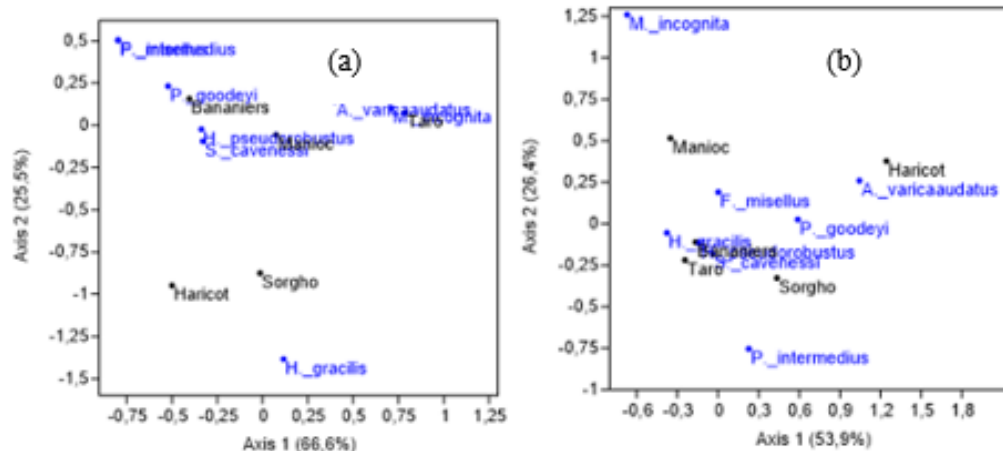 (a)
Axis 2 (25,5%)
0,5
0,25
0
-0,25
-0,5
-0,75
-1
-1,25
-1,5
P._goodeyi
Bananiers
A._varicaaudatus
Taro
H._pseudorobustus
Manioc
S._cavenessi
Sorgho
Haricot
H._gracilis
-0,75 -0,5 -0,25 0 0,25 0,5 0,75 1 1,25
Axis 1 (66,6%)
(b)
Axis 2 (26,4%)
1,25
1
0,75
0,5
0,25
0
-0,25
-0,5
-0,75
-1
M._incognita
Manioc
Haricot
A._varicaaudatus
F._misellus
P._goodeyi
H._gracilis
Bananiers
Taro
Sorgho
P._intermedius
-0,6 -0,3 0 0,3 0,6 0,9 1,2 1,5 1,8
Axis 1 (53,9%)